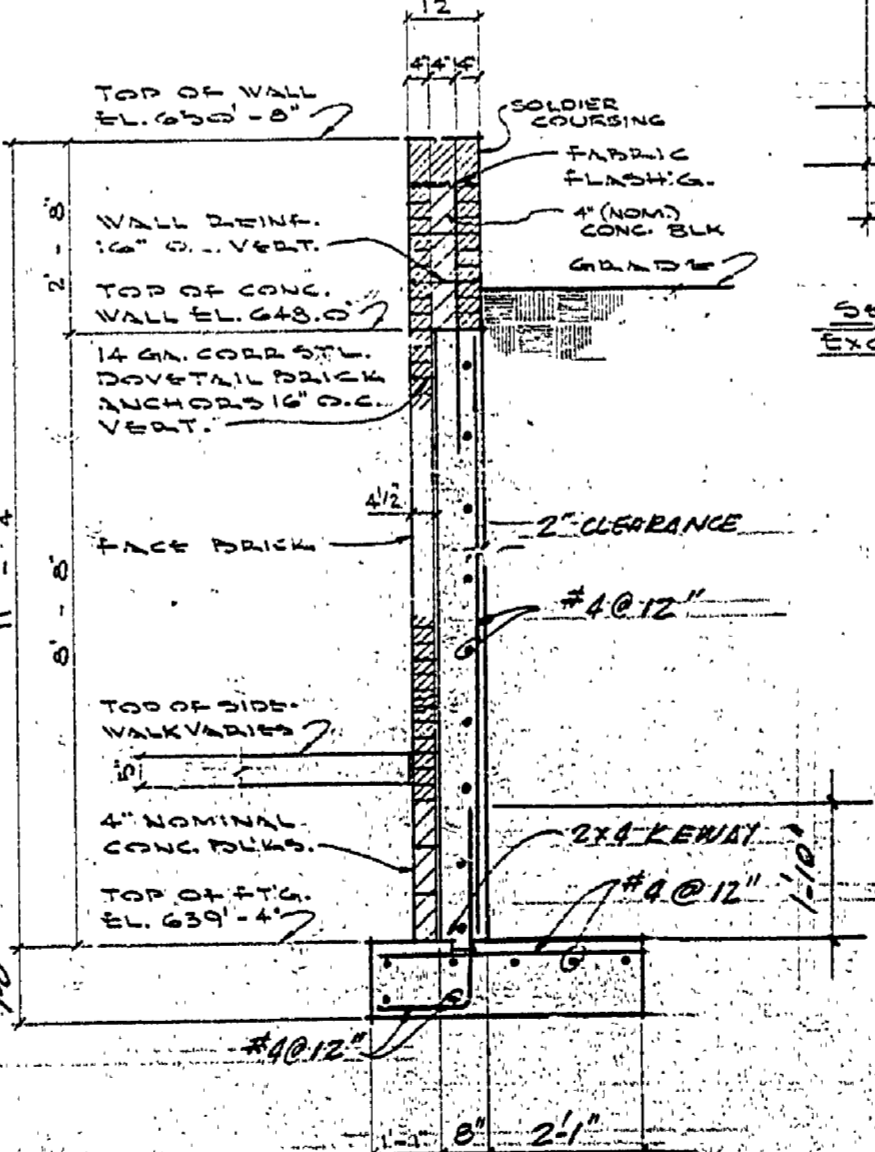 12
4" 4" 4"
TOP OF WALL
EL. 650' - 8"
SOLDIER
COURSING
FABRIC
FLASH'G.
4" (NOM.)
CONC. BLK
GRADE
2' - 8"
WALL REINF.
16" O... VERT.
TOP OF CONC.
WALL EL. 648.0'
14 GA. CORR STL.
DOVETAIL BRICK
ANCHORS 16" O.C.
VERT.
4 1/2"
2" CLEARANCE
FACE BRICK
8' - 8"
#4 @ 12"
TOP OF SIDE-
WALK VARIES
5"
4" NOMINAL
CONC. BLKS.
2x4 KEWAY
#4 @ 12"
1'-10"
TOP OF FT'G.
EL. 639' - 4"
#4 @ 12"
8" 2'-1"